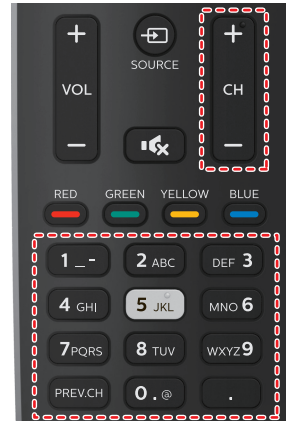 + +
SOURCE
VOL CH
— —
RED GREEN YELLOW BLUE
1 _- 2 ABC DEF 3
4 GHI 5 JKL MNO 6
7PQRS 8 TUV WXYZ9
PREV.CH 0.@ .